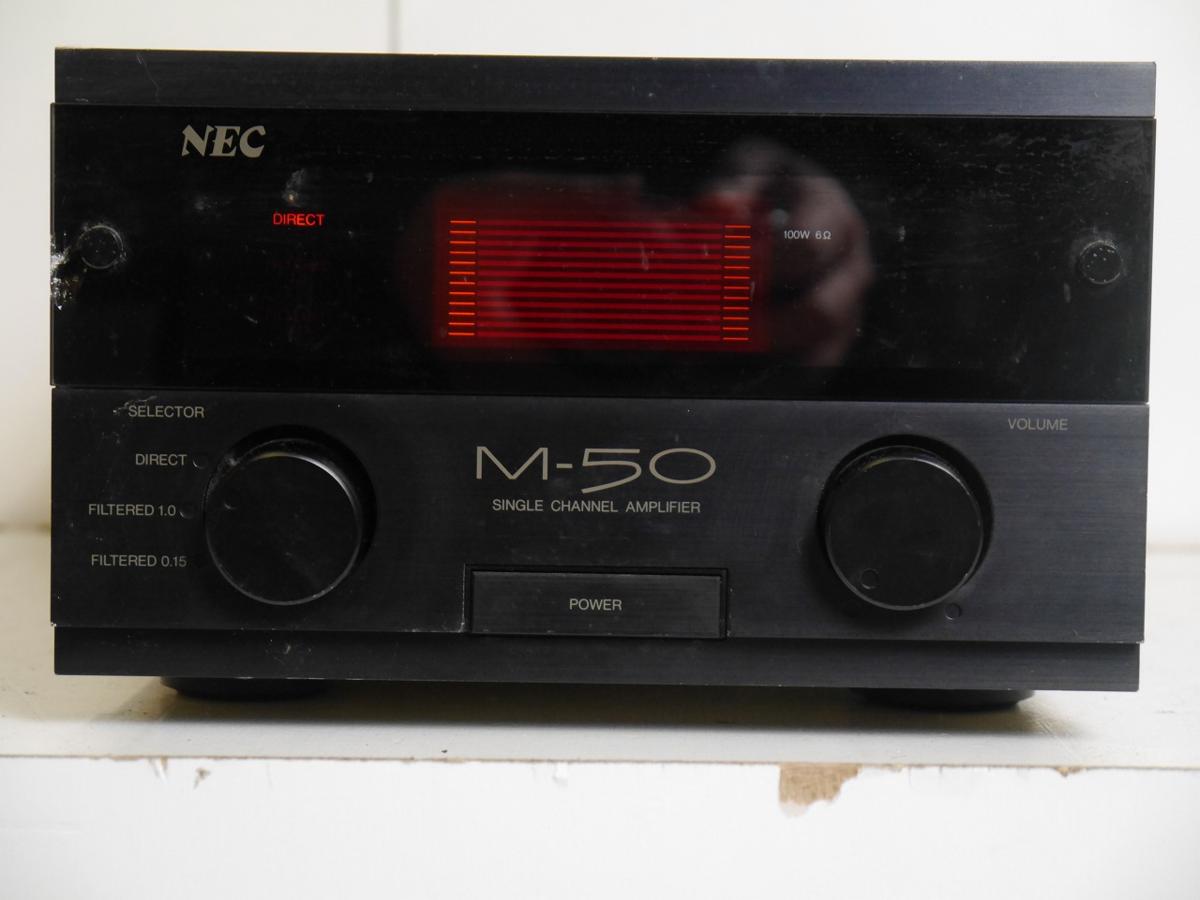 NEC
DIRECT
100W 6Ω
SELECTOR
DIRECT
FILTERED 1.0
FILTERED 0.15
M-50
SINGLE CHANNEL AMPLIFIER
POWER
VOLUME